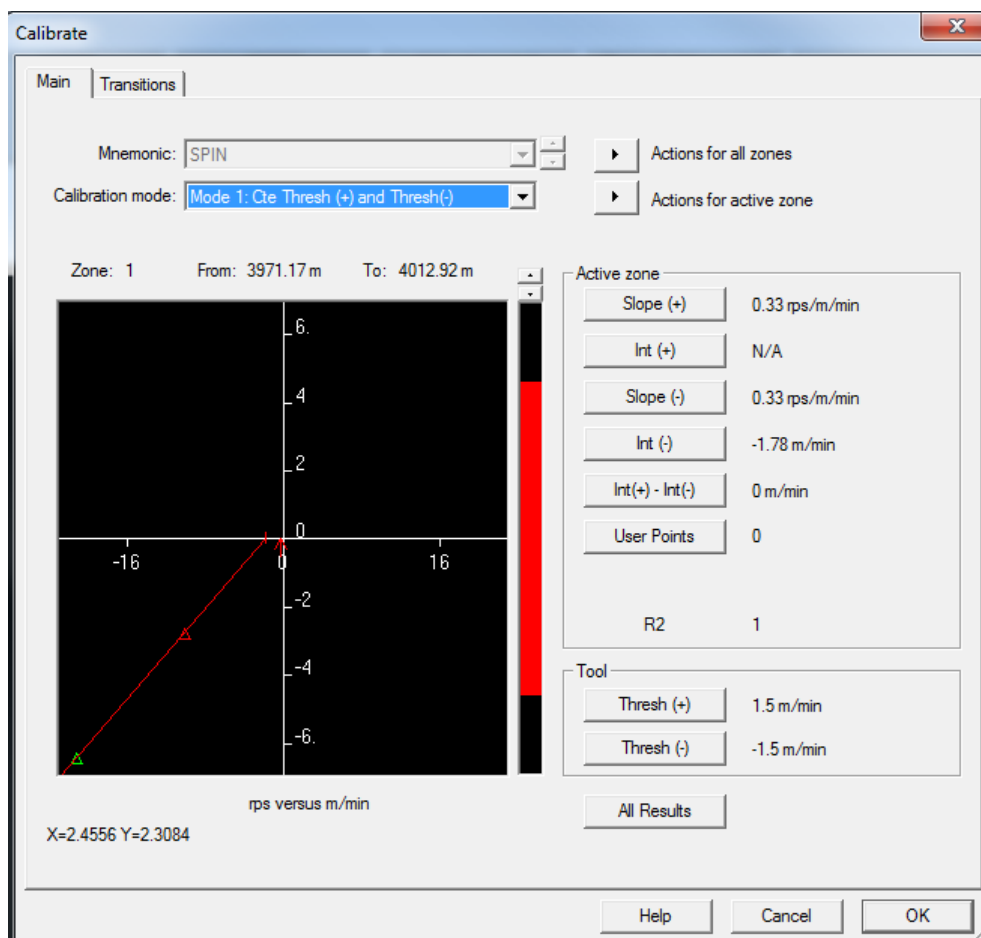 Calibrate
Main
Transitions
Mnemonic: SPIN
Actions for all zones
Calibration mode: Mode 1: Cte Thresh (+) and Thresh(-)
Actions for active zone
Zone: 1 From: 3971.17 m To: 4012.92 m
6.
4
2
0
-16 0 16
-2
-4
-6.
rps versus m/min
X=2.4556 Y=2.3084
Active zone
Slope (+) 0.33 rps/m/min
Int (+) N/A
Slope (-) 0.33 rps/m/min
Int (-) -1.78 m/min
Int(+) - Int(-) 0 m/min
User Points 0
R2 1
Tool
Thresh (+) 1.5 m/min
Thresh (-) -1.5 m/min
All Results
Help Cancel OK